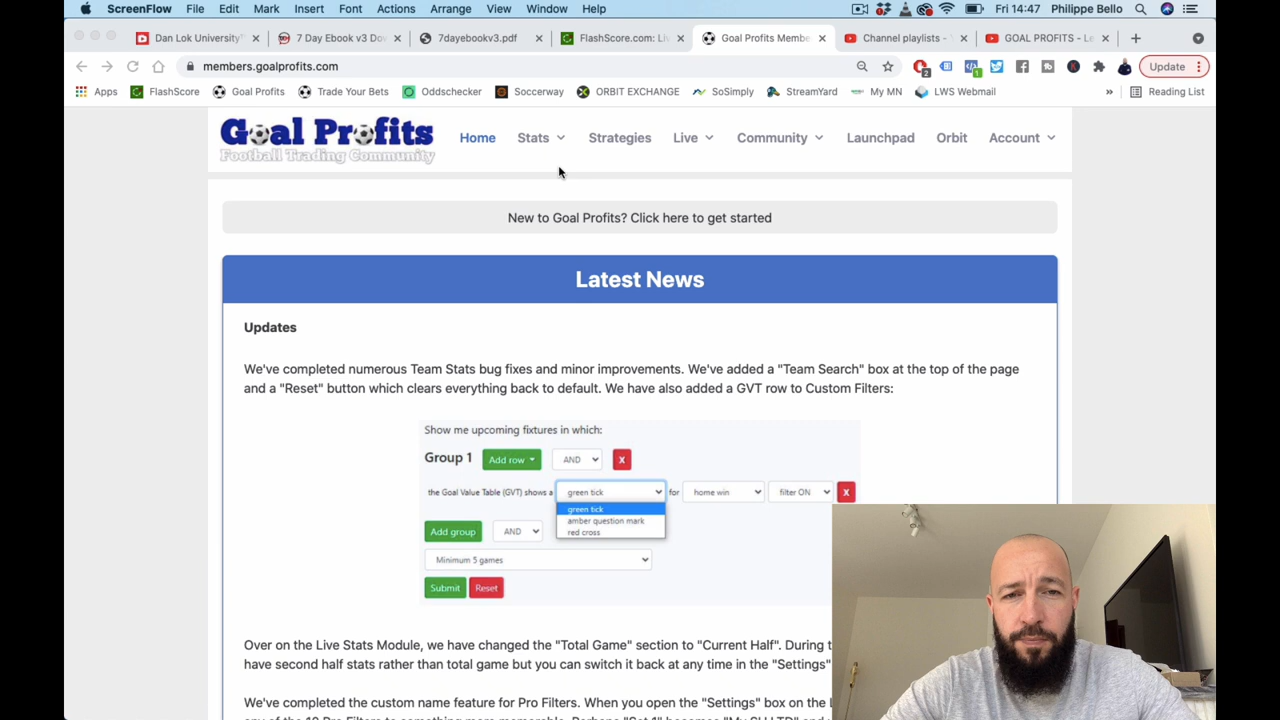 ScreenFlow File Edit Mark Insert Font Actions Arrange View Window Help Fri 14:47 Philippe Bello
Dan Lok University 7 Day Ebook v3 Dow 7dayebookv3.pdf FlashScore.com: Li Goal Profits Membe Channel playlists - GOAL PROFITS - Le
members.goalprofits.com 2 1 Update
Apps FlashScore Goal Profits Trade Your Bets Oddschecker Soccerway ORBIT EXCHANGE SoSimply StreamYard My MN LWS Webmail » Reading List
Goal Profits
Football Trading Community
Home Stats Strategies Live Community Launchpad Orbit Account
New to Goal Profits? Click here to get started
Latest News
Updates
We've completed numerous Team Stats bug fixes and minor improvements. We've added a "Team Search" box at the top of the page
and a "Reset" button which clears everything back to default. We have also added a GVT row to Custom Filters:
Show me upcoming fixtures in which:
Group 1 Add row AND X
the Goal Value Table (GVT) shows a green tick for home win filter ON X
green tick
amber question mark
red cross
Add group AND
Minimum 5 games
Submit Reset
Over on the Live Stats Module, we have changed the "Total Game" section to "Current Half". During t
have second half stats rather than total game but you can switch it back at any time in the "Settings"
We've completed the custom name feature for Pro Filters. When you open the "Settings" box on the L